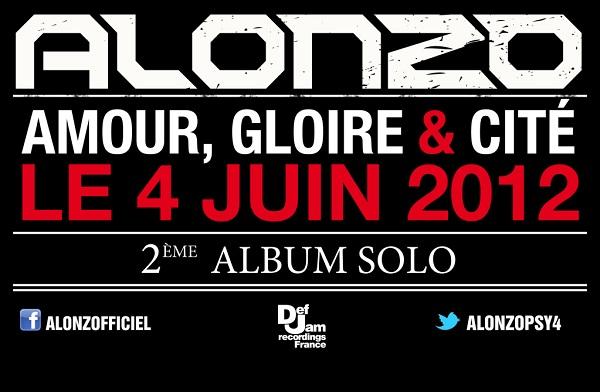 ALONZO
AMOUR, GLOIRE & CITÉ
LE 4 JUIN 2012
2ÈME ALBUM SOLO
f ALONZOFFICIEL
Def
Jam
recordings
France
ALONZOPSY4